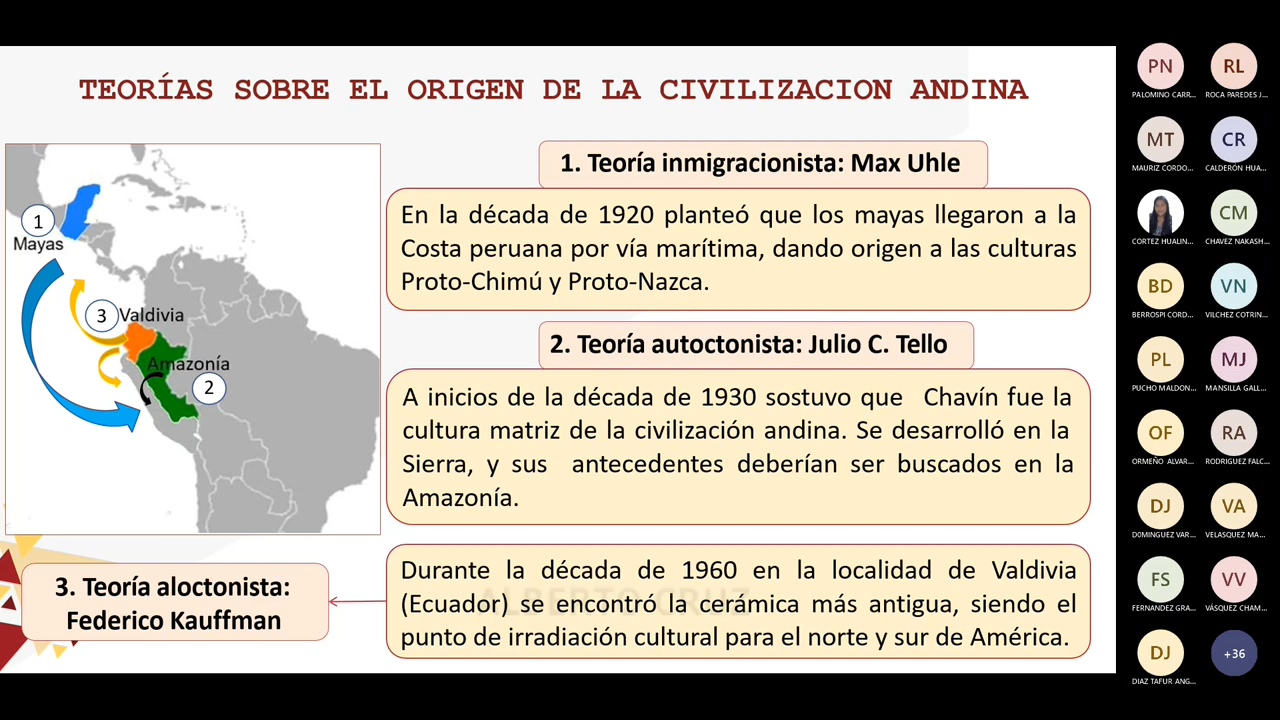 TEORÍAS SOBRE EL ORIGEN DE LA CIVILIZACION ANDINA
1
Mayas
3
Valdivia
Amazonía
2
1. Teoría inmigracionista: Max Uhle
En la década de 1920 planteó que los mayas llegaron a la
Costa peruana por vía marítima, dando origen a las culturas
Proto-Chimú y Proto-Nazca.
2. Teoría autoctonista: Julio C. Tello
A inicios de la década de 1930 sostuvo que Chavín fue la
cultura matriz de la civilización andina. Se desarrolló en la
Sierra, y sus antecedentes deberían ser buscados en la
Amazonía.
3. Teoría aloctonista:
Federico Kauffman
Durante la década de 1960 en la localidad de Valdivia
(Ecuador) se encontró la cerámica más antigua, siendo el
punto de irradiación cultural para el norte y sur de América.
ALBERTO CRUZ
PN
RL
PALOMINO CARR...
ROCA PAREDES J...
MT
CR
MAURIZ CORDO...
CALDERÓN HUA...
CM
CORTEZ HUALIN...
CHAVEZ NAKASH...
BD
VN
BERROSPI CORD...
VILCHEZ COTRIN...
PL
MJ
PUCHO MALDON...
MANSILLA GALL...
OF
RA
ORMEÑO ALVAR...
RODRIGUEZ FALC...
DJ
VA
DOMINGUEZ VAR...
VELASQUEZ MA...
FS
VV
FERNANDEZ GRA...
VÁSQUEZ CHAM...
DJ
+36
DIAZ TAFUR ANG...